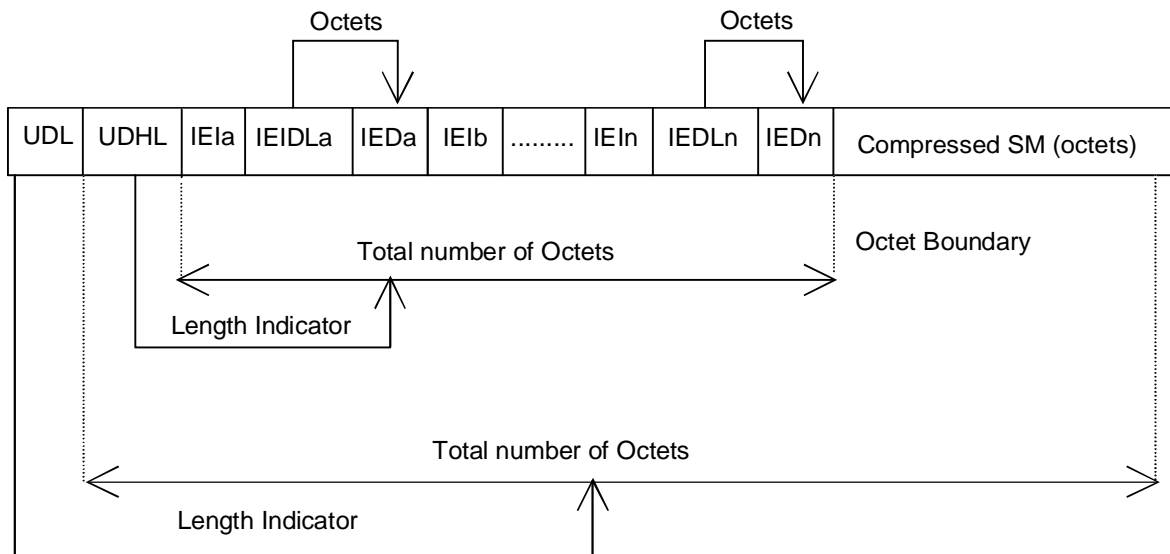 Octets
Octets
UDL UDHL IEIa IEIDLa IEDa IEIb ......... IEIn IEDLn IEDn Compressed SM (octets)
Total number of Octets
Octet Boundary
Length Indicator
Total number of Octets
Length Indicator